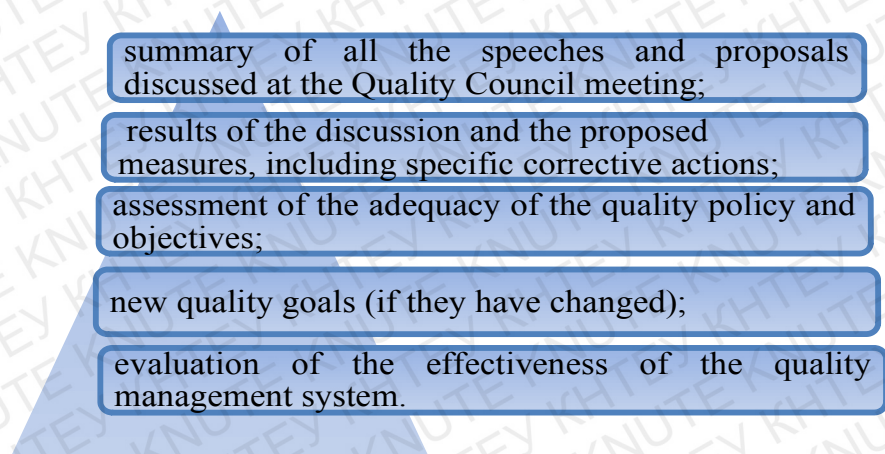 summary of all the speeches and proposals
discussed at the Quality Council meeting;
results of the discussion and the proposed
measures, including specific corrective actions;
assessment of the adequacy of the quality policy and
objectives;
new quality goals (if they have changed);
evaluation of the effectiveness of the quality
management system.